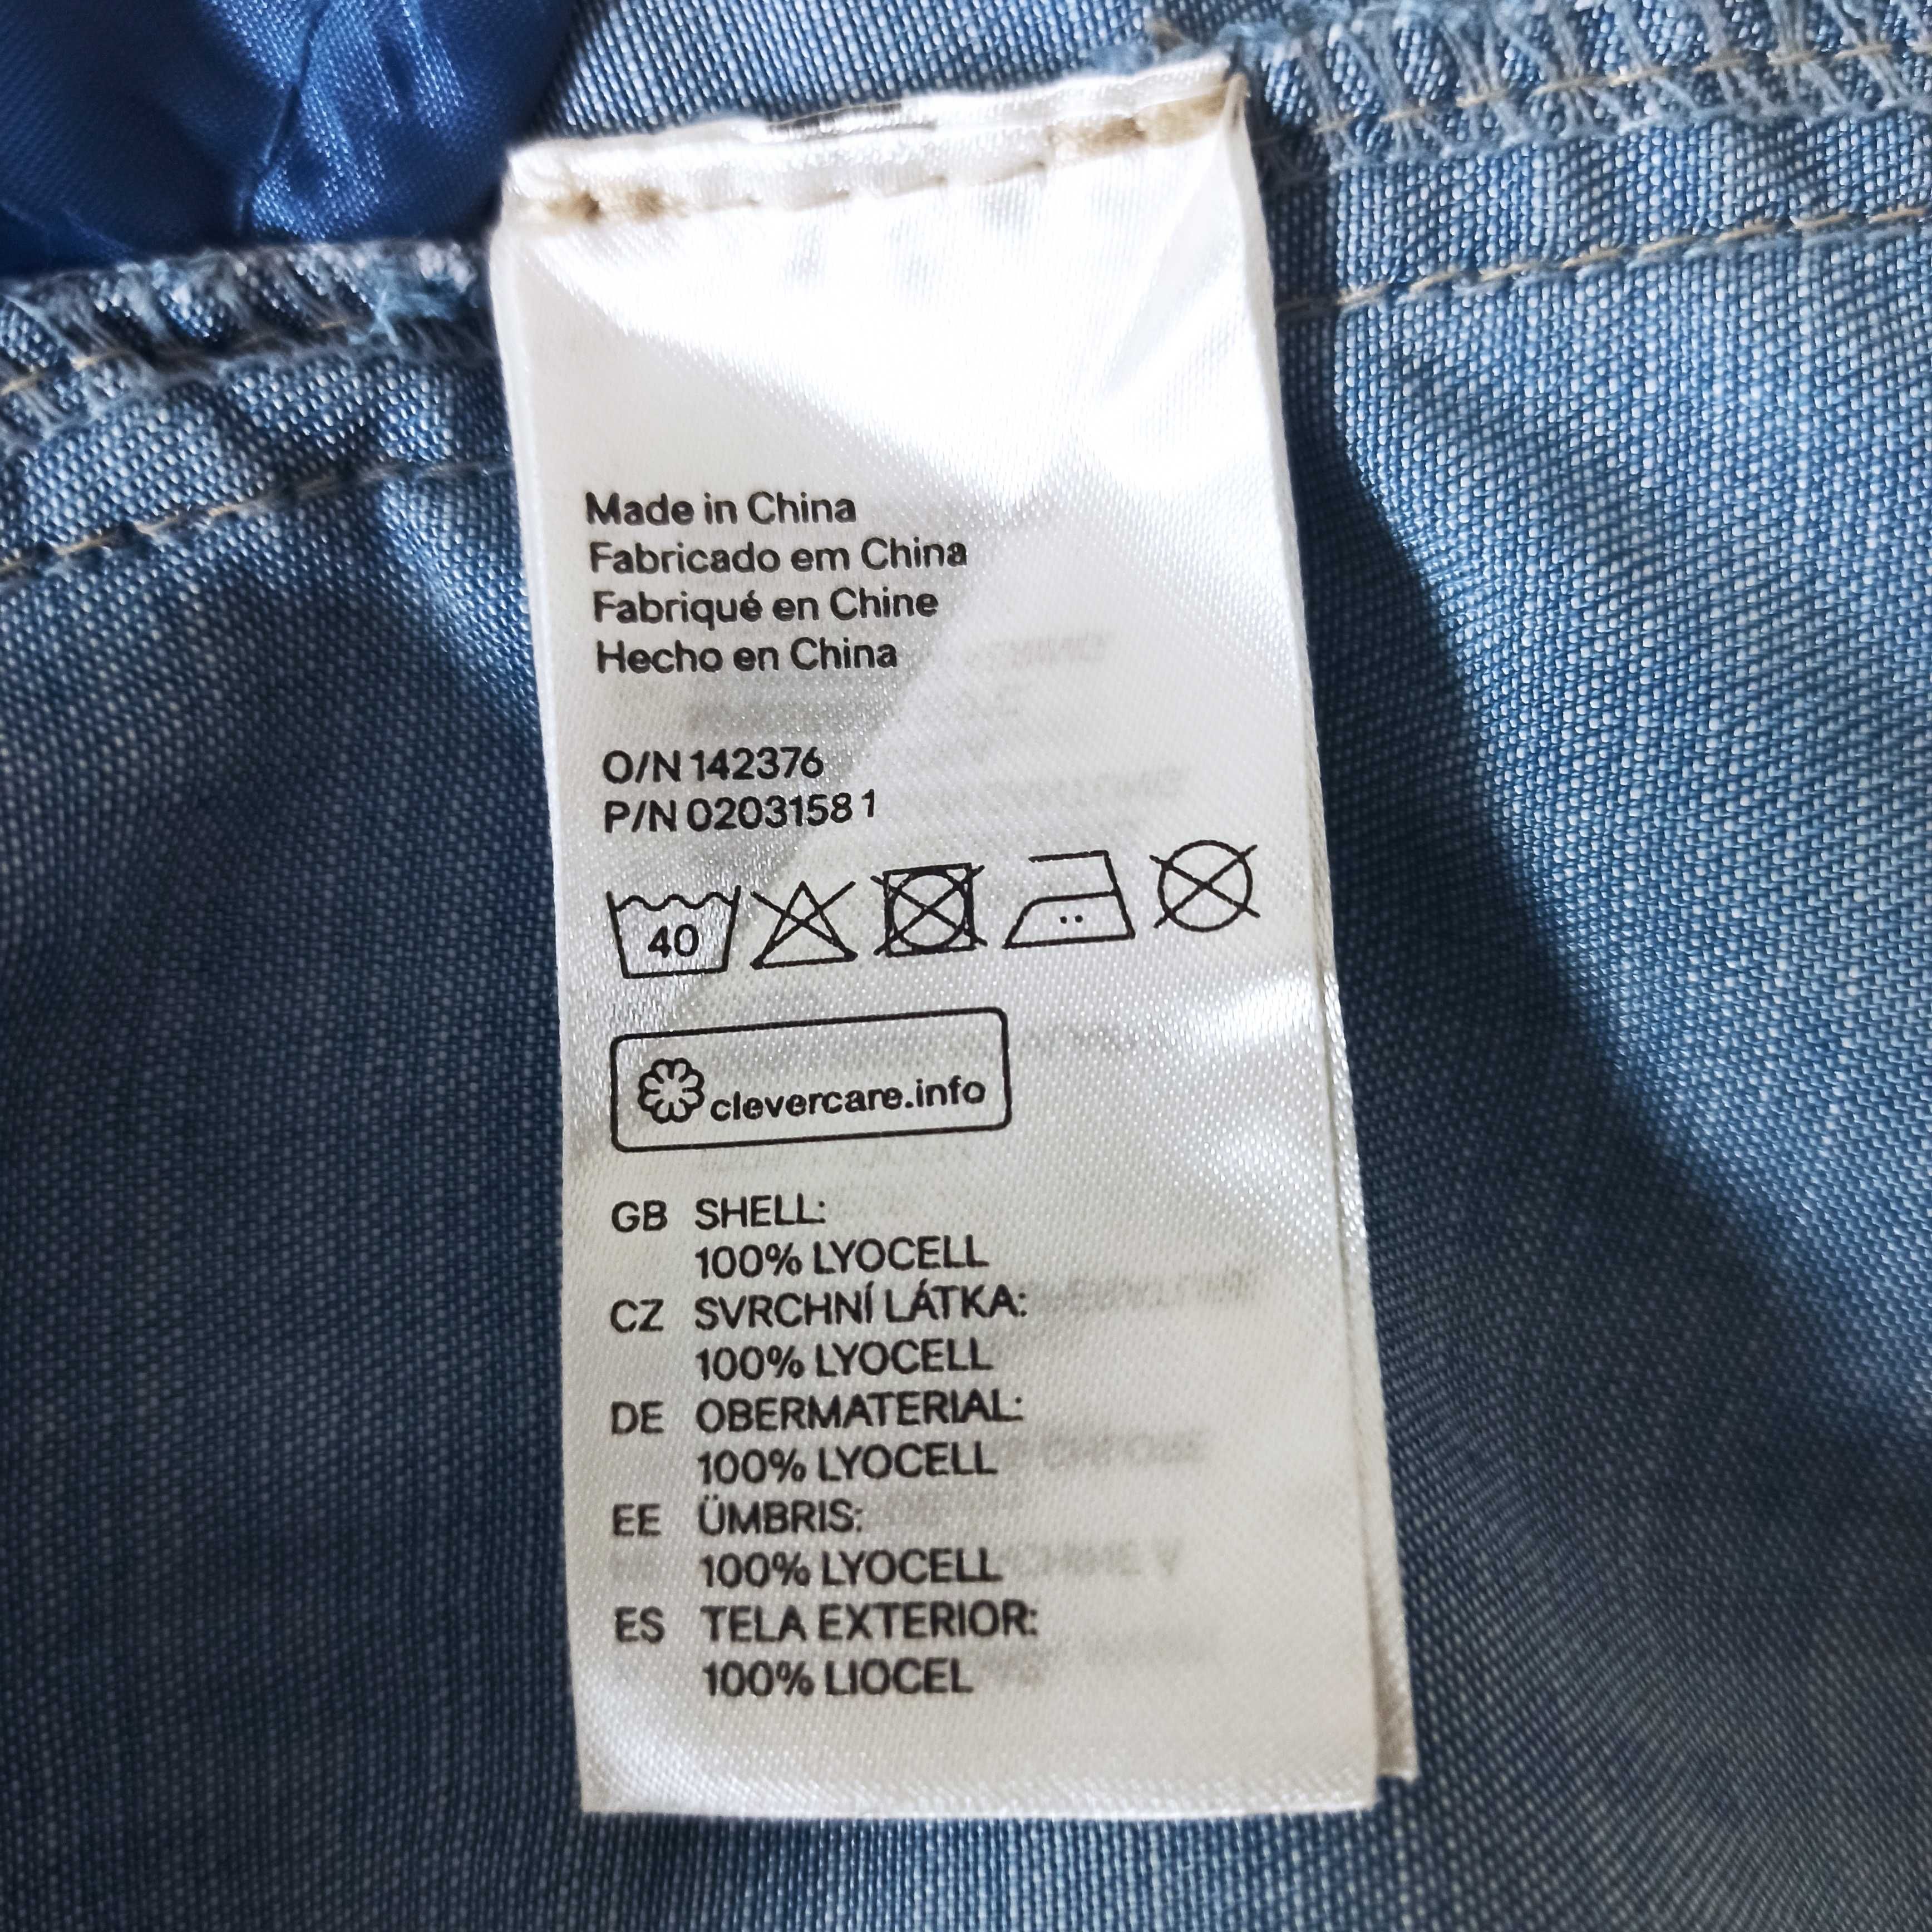 Made in China
Fabricado em China
Fabriqué en Chine
Hecho en China
O/N 142376
P/N 02031581
40
clevercare.info
GB SHELL:
100% LYOCELL
CZ SVRCHNÍ LÁTKA:
100% LYOCELL
DE OBERMATERIAL:
100% LYOCELL
EE ÜMBRIS:
100% LYOCELL
ES TELA EXTERIOR:
100% LIOCEL